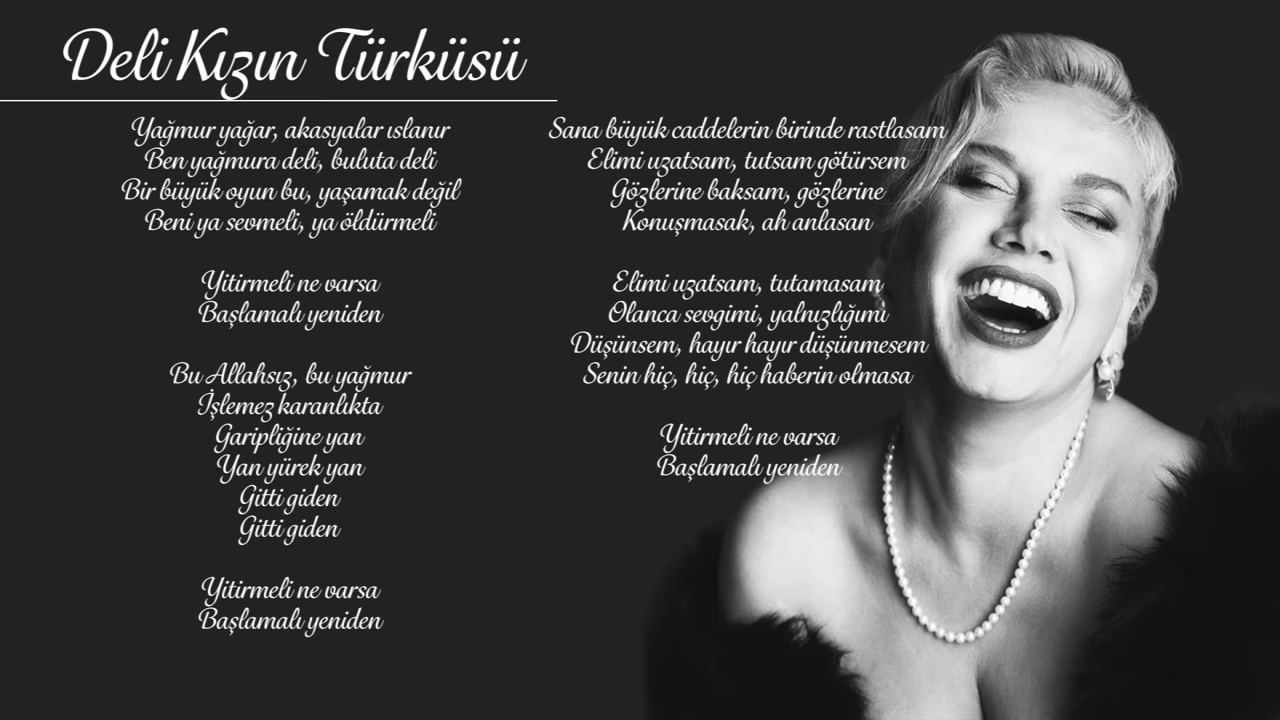 Deli Kızın Türküsü
Yağmur yağar, akasyalar ıslanır
Ben yağmura deli, buluta deli
Bir büyük oyun bu, yaşamak değil
Beni ya sevmeli, ya öldürmeli
Yitirmeli ne varsa
Başlamalı yeniden
Bu Allahsız, bu yağmur
İşlemez karanlıkta
Garipliğine yan
Yan yürek yan
Gitti giden
Gitti giden
Yitirmeli ne varsa
Başlamalı yeniden
Sana büyük caddelerin birinde rastlasam
Elimi uzatsam, tutsam götürsem
Gözlerine baksam, gözlerine
Konuşmasak, ah anlasan
Elimi uzatsam, tutamasam
Olanca sevgimi, yalnızlığımı
Düşünsem, hayır hayır düşünmesem
Senin hiç, hiç, hiç haberin olmasa
Yitirmeli ne varsa
Başlamalı yeniden